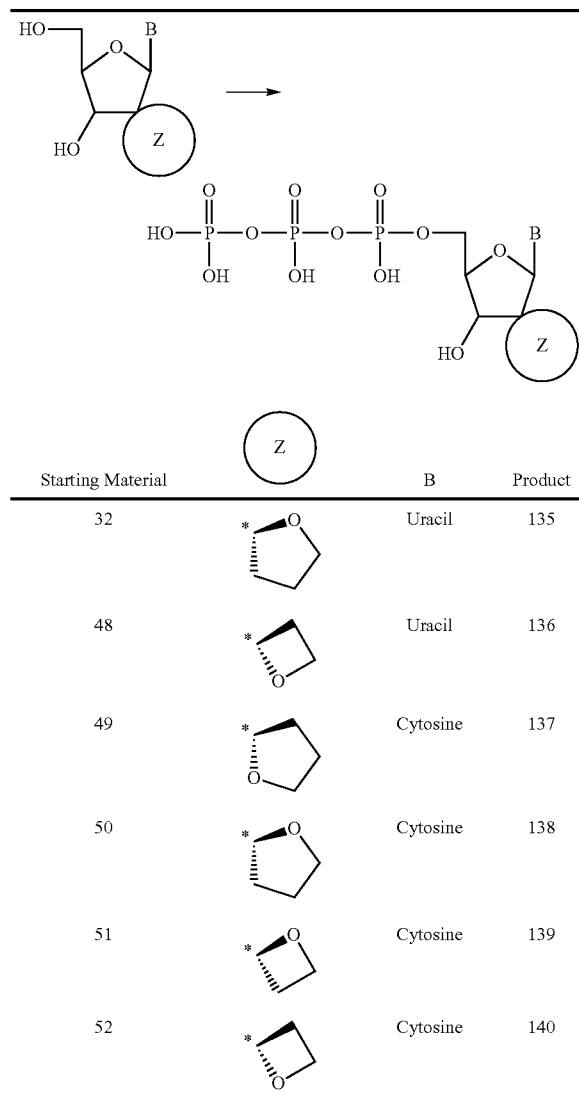 HO
O
B
HO
Z
O
O
O
HO—P—O—P—O—P—O
B
OH
OH
OH
O
HO
Z
Z
Starting Material B Product
32 * O Uracil 135
48 * O Uracil 136
49 * O Cytosine 137
50 * O Cytosine 138
51 * O Cytosine 139
52 * O Cytosine 140